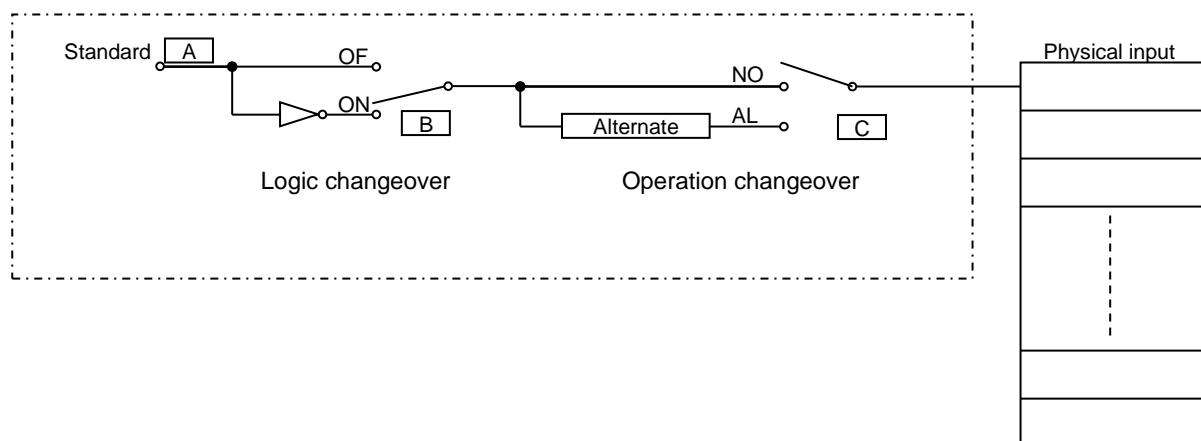 Standard A OF
Physical input
ON NO
B Alternate AL C
Logic changeover Operation changeover